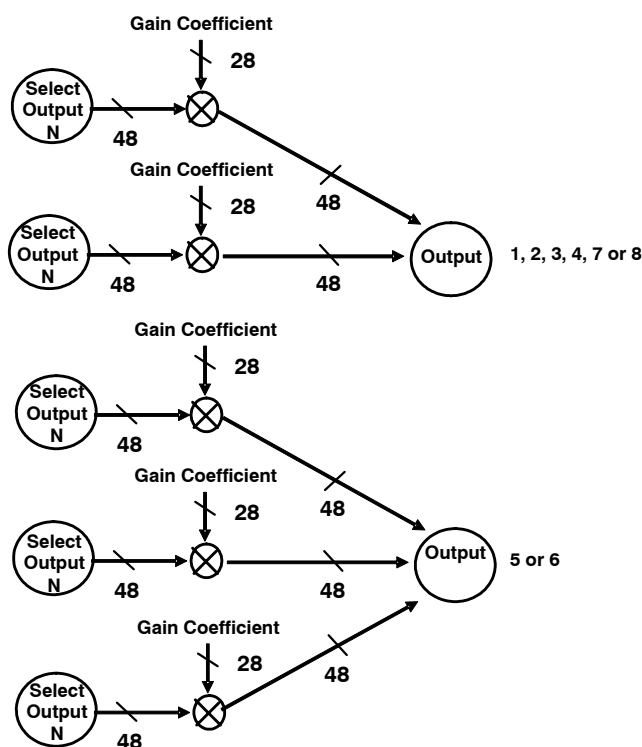 Gain Coefficient
28
Select
Output
N
48
48
Gain Coefficient
28
Select
Output
N
48
48
Output
1, 2, 3, 4, 7 or 8
Gain Coefficient
28
Select
Output
N
48
48
Gain Coefficient
28
Select
Output
N
48
48
Output
5 or 6
Gain Coefficient
28
Select
Output
N
48
48